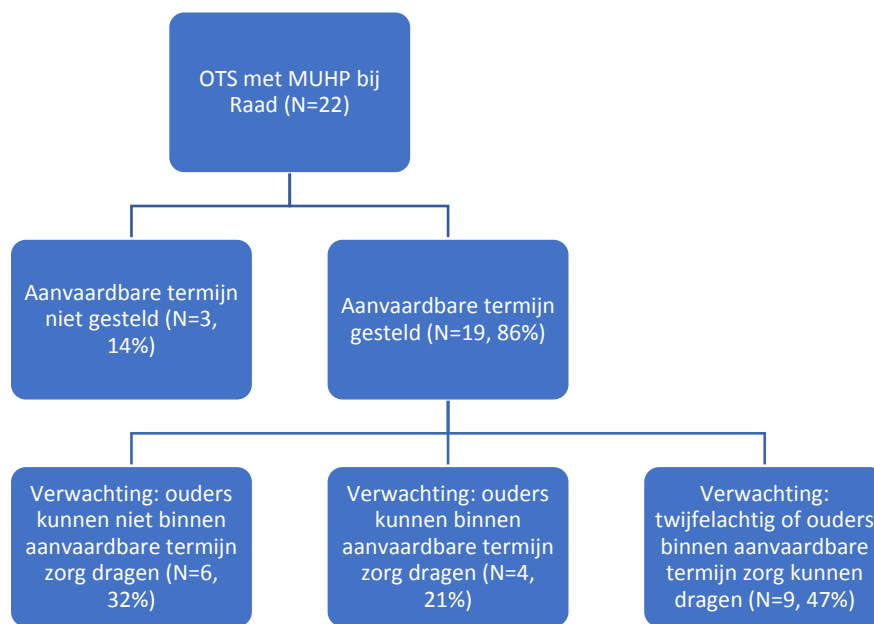 OTS met MUHP bij
Raad (N=22)
Aanvaardbare termijn
niet gesteld (N=3,
14%)
Aanvaardbare termijn
gesteld (N=19, 86%)
Verwachting: ouders
kunnen niet binnen
aanvaardbare termijn
zorg dragen (N=6,
32%)
Verwachting: ouders
kunnen binnen
aanvaardbare termijn
zorg dragen (N=4,
21%)
Verwachting:
twijfelachtig of ouders
binnen aanvaardbare
termijn zorg kunnen
dragen (N=9, 47%)